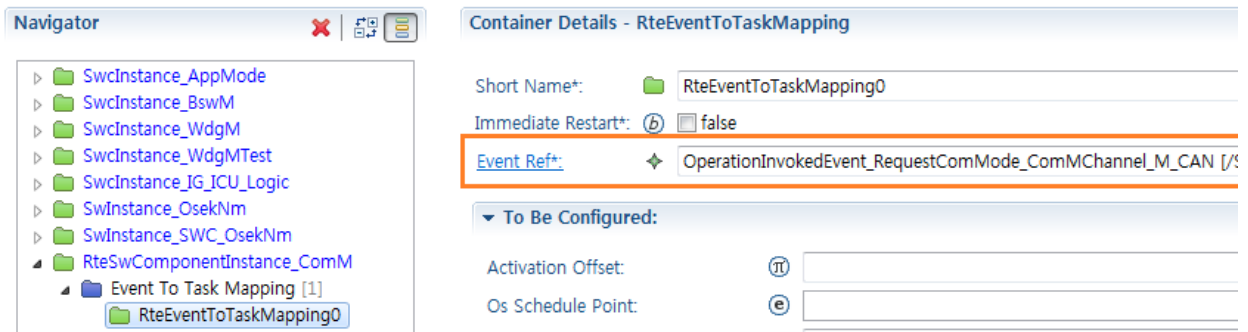 Navigator
SwcInstance_AppMode
SwcInstance_BswM
SwcInstance_WdgM
SwcInstance_WdgMTest
SwcInstance_IG_ICU_Logic
SwInstance_OsekNm
SwInstance_SWC_OsekNm
RteSwComponentInstance_ComM
Event To Task Mapping [1]
RteEventToTaskMapping0
Container Details - RteEventToTaskMapping
Short Name*: RteEventToTaskMapping0
Immediate Restart*: b false
Event Ref*: OperationInvokedEvent_RequestComMode_ComMChannel_M_CAN [/S
To Be Configured:
Activation Offset: π
Os Schedule Point: e